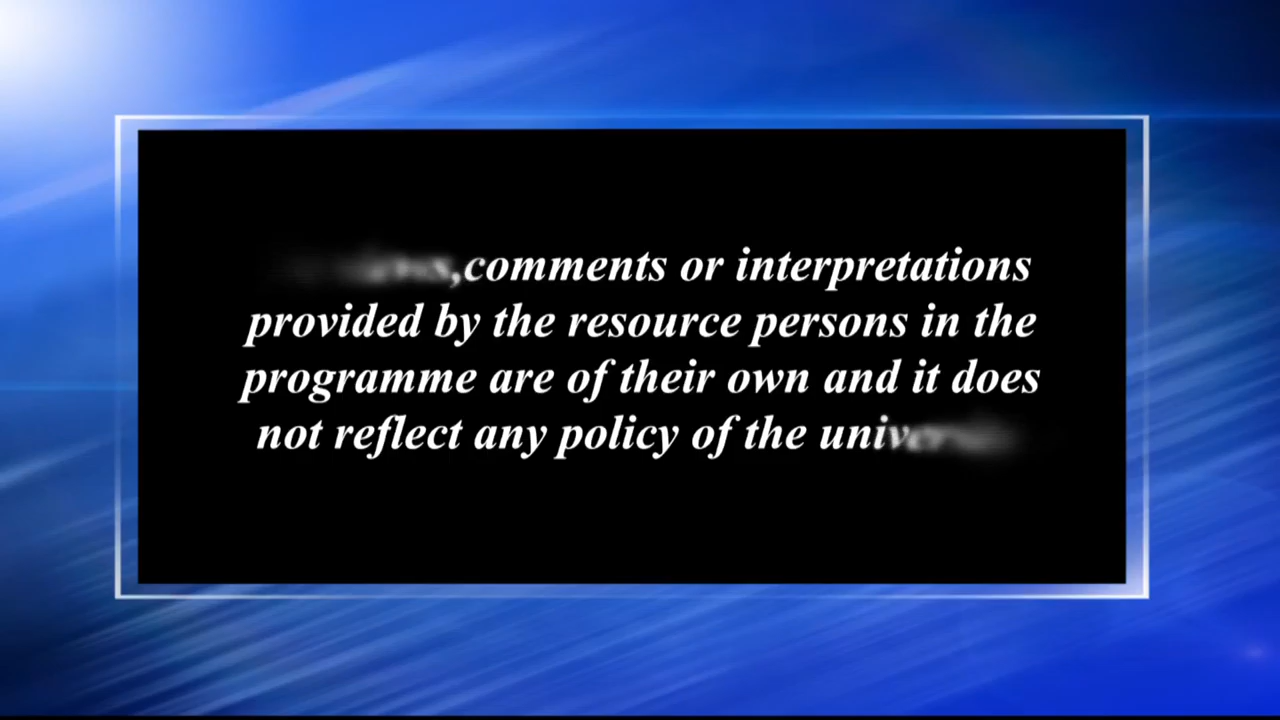 ,comments or interpretations
provided by the resource persons in the
programme are of their own and it does
not reflect any policy of the